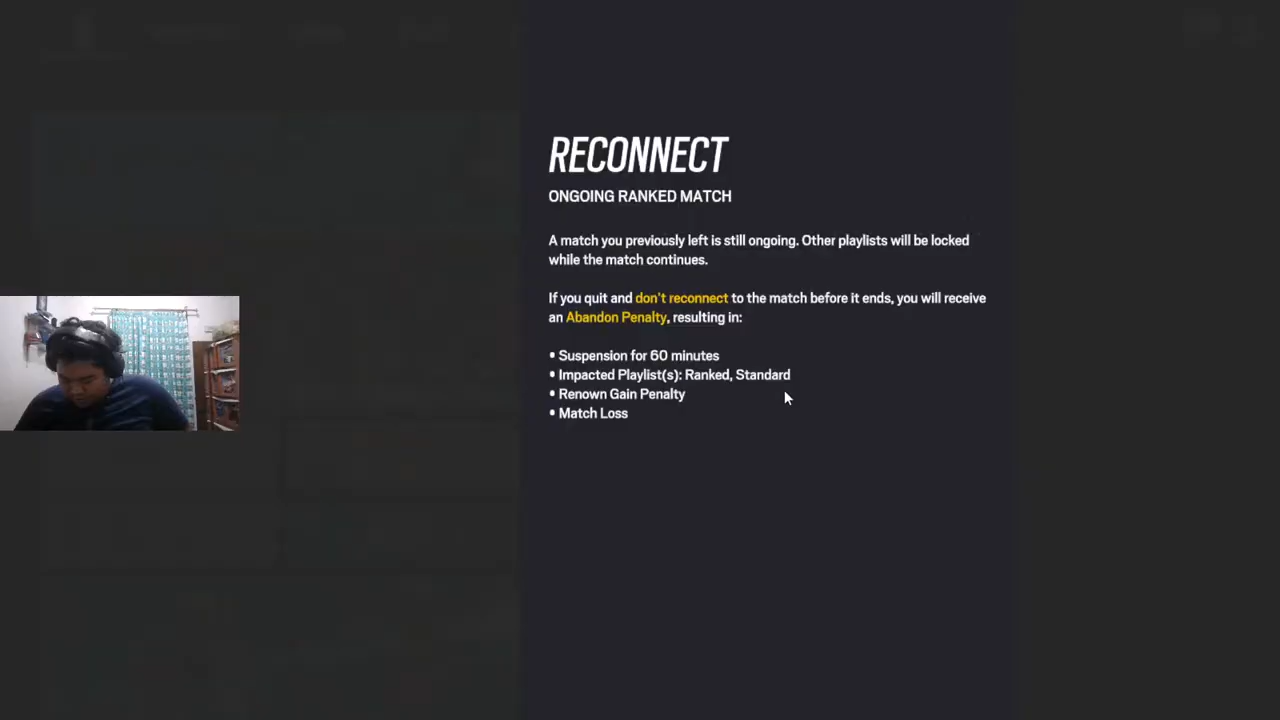 RECONNECT
ONGOING RANKED MATCH
A match you previously left is still ongoing. Other playlists will be locked
while the match continues.
If you quit and don't reconnect to the match before it ends, you will receive
an Abandon Penalty, resulting in:
• Suspension for 60 minutes
• Impacted Playlist(s): Ranked, Standard
• Renown Gain Penalty
• Match Loss